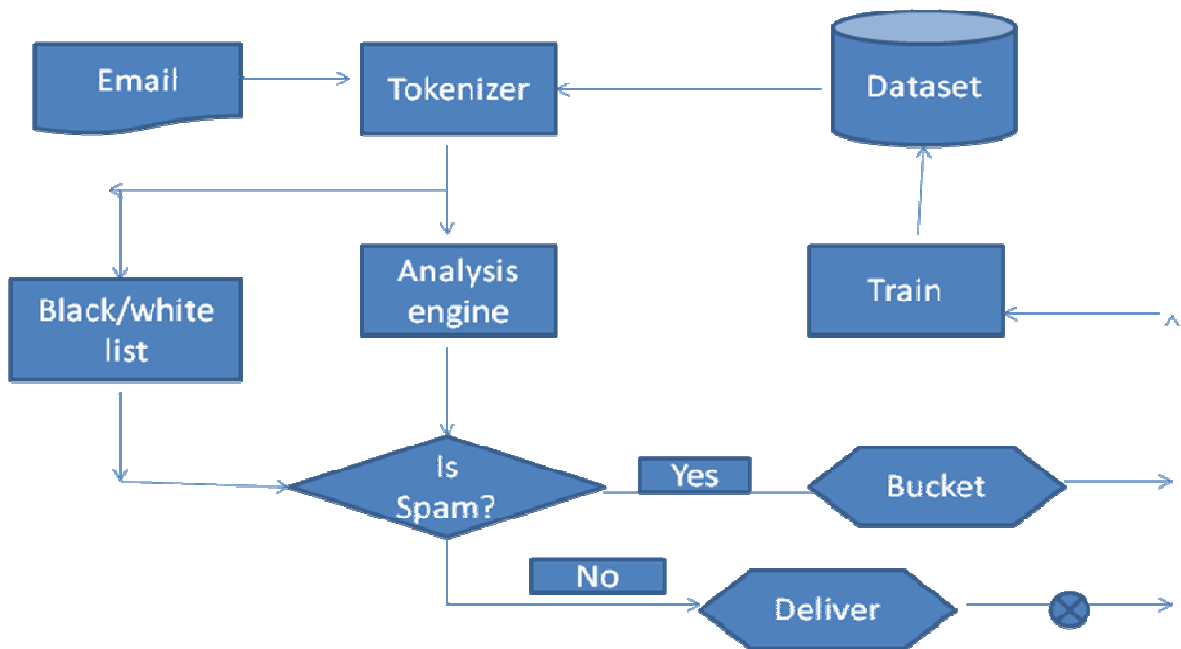 Email
Tokenizer
Dataset
Black/white
list
Analysis
engine
Train
Is
Spam?
Yes
Bucket
No
Deliver